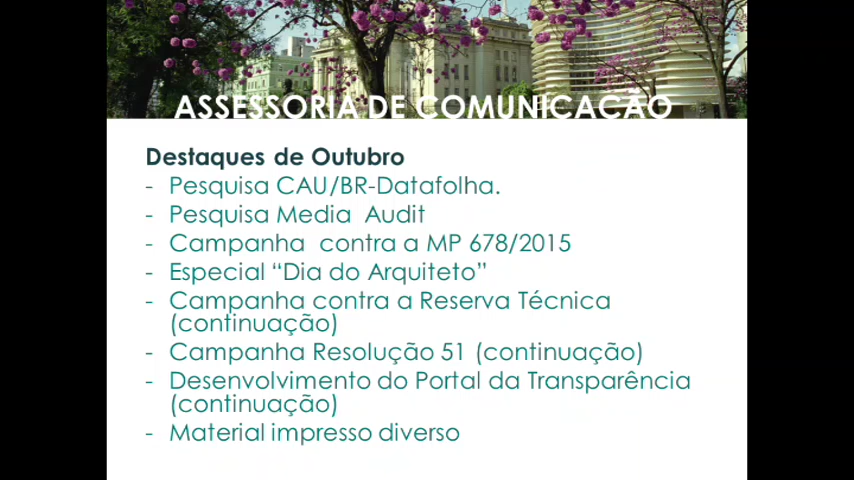 ASSESSORIA DE COMUNICAÇÃO
Destaques de Outubro
- Pesquisa CAU/BR-Datafolha.
- Pesquisa Media Audit
- Campanha contra a MP 678/2015
- Especial “Dia do Arquiteto”
- Campanha contra a Reserva Técnica
(continuação)
- Campanha Resolução 51 (continuação)
- Desenvolvimento do Portal da Transparência
(continuação)
- Material impresso diverso